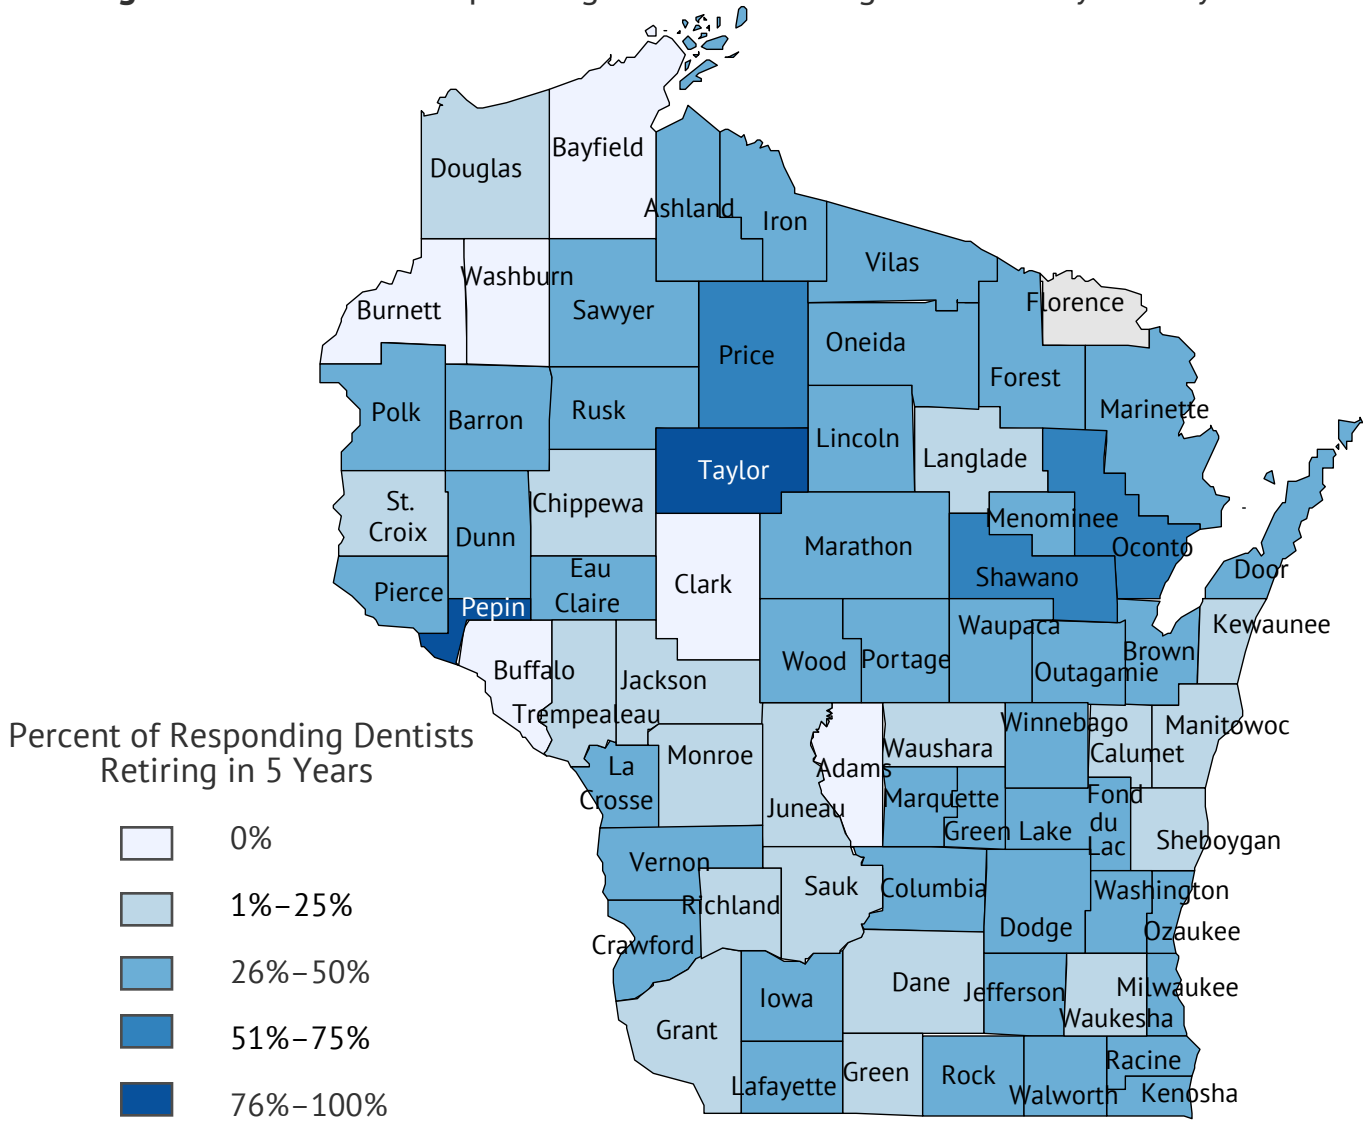 Bayfield
Douglas
Ashland
Iron
Vilas
Washburn
Burnett
Sawyer
Florence
Price
Oneida
Forest
Polk
Barron
Rusk
Marinette
Lincoln
Langlade
Taylor
St.
Croix
Chippewa
Menominee
Dunn
Marathon
Oconto
Eau
Claire
Clark
Shawano
Door
Pierce
Pepin
Waupaca
Kewaunee
Buffalo
Jackson
Wood
Portage
Outagamie
Brown
Trempealeau
Winnebago
Manitowoc
Percent of Responding Dentists
Retiring in 5 Years
La
Crosse
Monroe
Waushara
Calumet
Adams
Juneau
Marquette
Green Lake
Fond
du
Lac
Sheboygan
0%
Vernon
Sauk
Columbia
Washington
1%–25%
Richland
Dodge
Ozaukee
Crawford
26%–50%
Iowa
Dane
Jefferson
Milwaukee
Waukesha
51%–75%
Grant
Lafayette
Green
Rock
Walworth
Racine
Kenosha
76%–100%